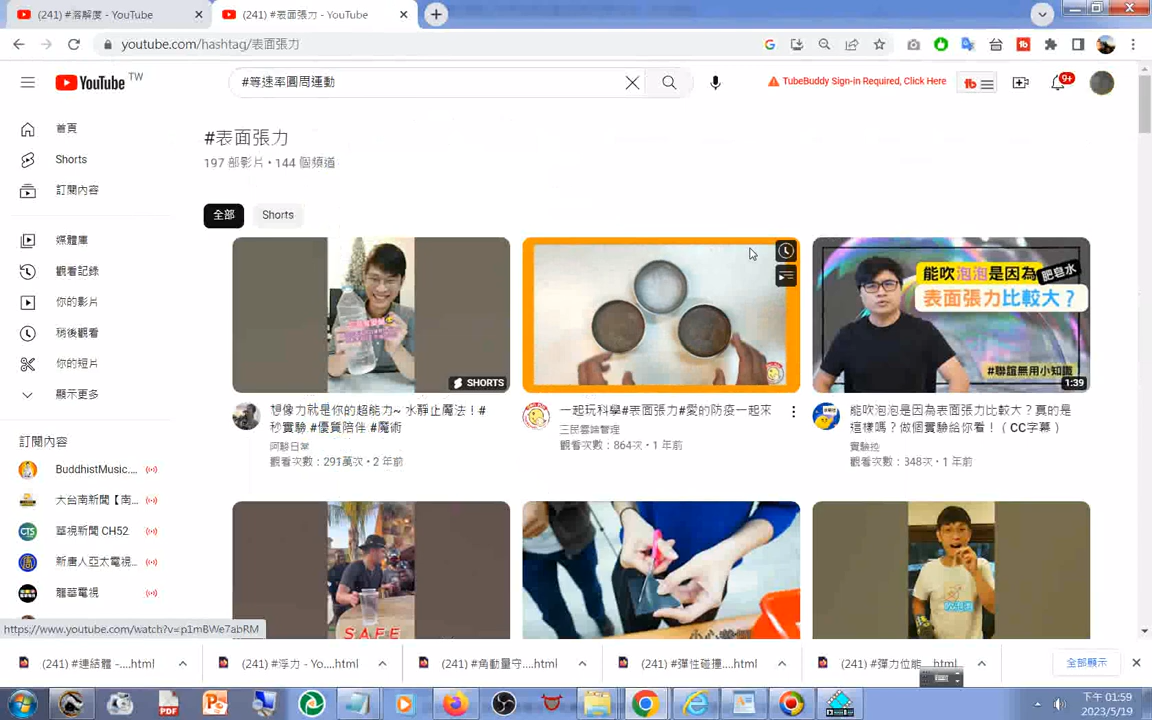 (241) #溶解度 - YouTube
(241) #表面張力 - YouTube
youtube.com/hashtag/表面張力
YouTube TW
#等速率圓周運動
TubeBuddy Sign-in Required, Click Here
9+
首頁
Shorts
訂閱內容
媒體庫
觀看記錄
你的影片
稍後觀看
你的短片
顯示更多
訂閱內容
BuddhistMusic....
大台南新聞【南...
華視新聞 CH52
新唐人亞太電視...
龍華電視
#表面張力
197 部影片 • 144 個頻道
全部
Shorts
SHORTS
想像力就是你的超能力~ 水靜止魔法！#
秒實驗 #優質陪伴 #魔術
阿駿日常
觀看次數：291萬次 • 2 年前
一起玩科學#表面張力#愛的防疫一起來
三民雲論管理
觀看次數：864次 • 1 年前
能吹泡泡是因為 肥皂水
表面張力比較大？
#聯誼無用小知識
1:39
能吹泡泡是因為表面張力比較大？真的是
這樣嗎？做個實驗給你看！（CC字幕）
實驗控
觀看次數：348次 • 1 年前
S.A.F.E
https://www.youtube.com/watch?v=p1mBWe7abRM
(241) #連結體 -....html
(241) #浮力 - Yo....html
(241) #角動量守....html
(241) #彈性碰撞....html
(241) #彈力位能....html
全部顯示
下午 01:59
2023/5/19